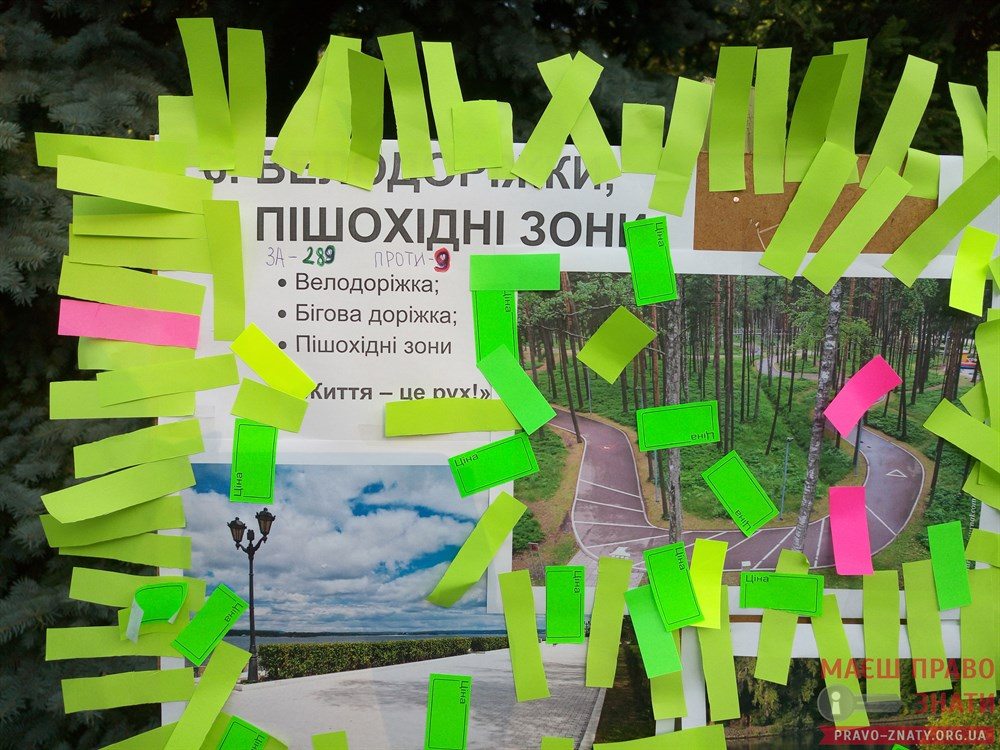 6. ВЕЛОДОРІЖКИ,
ПІШОХІДНІ ЗОНИ
ЗА - 289 ПРОТИ - 9
• Велодоріжка;
• Бігова доріжка;
• Пішохідні зони
Життя – це рух!»
Ціна
Ціна
Ціна
Ціна
Ціна
Ціна
Ціна
Ціна
Ціна
Ціна
Ціна
Ціна
Ціна
МАЄШ ПРАВО
ЗНАТИ
PRAVO-ZNATY.ORG.UA